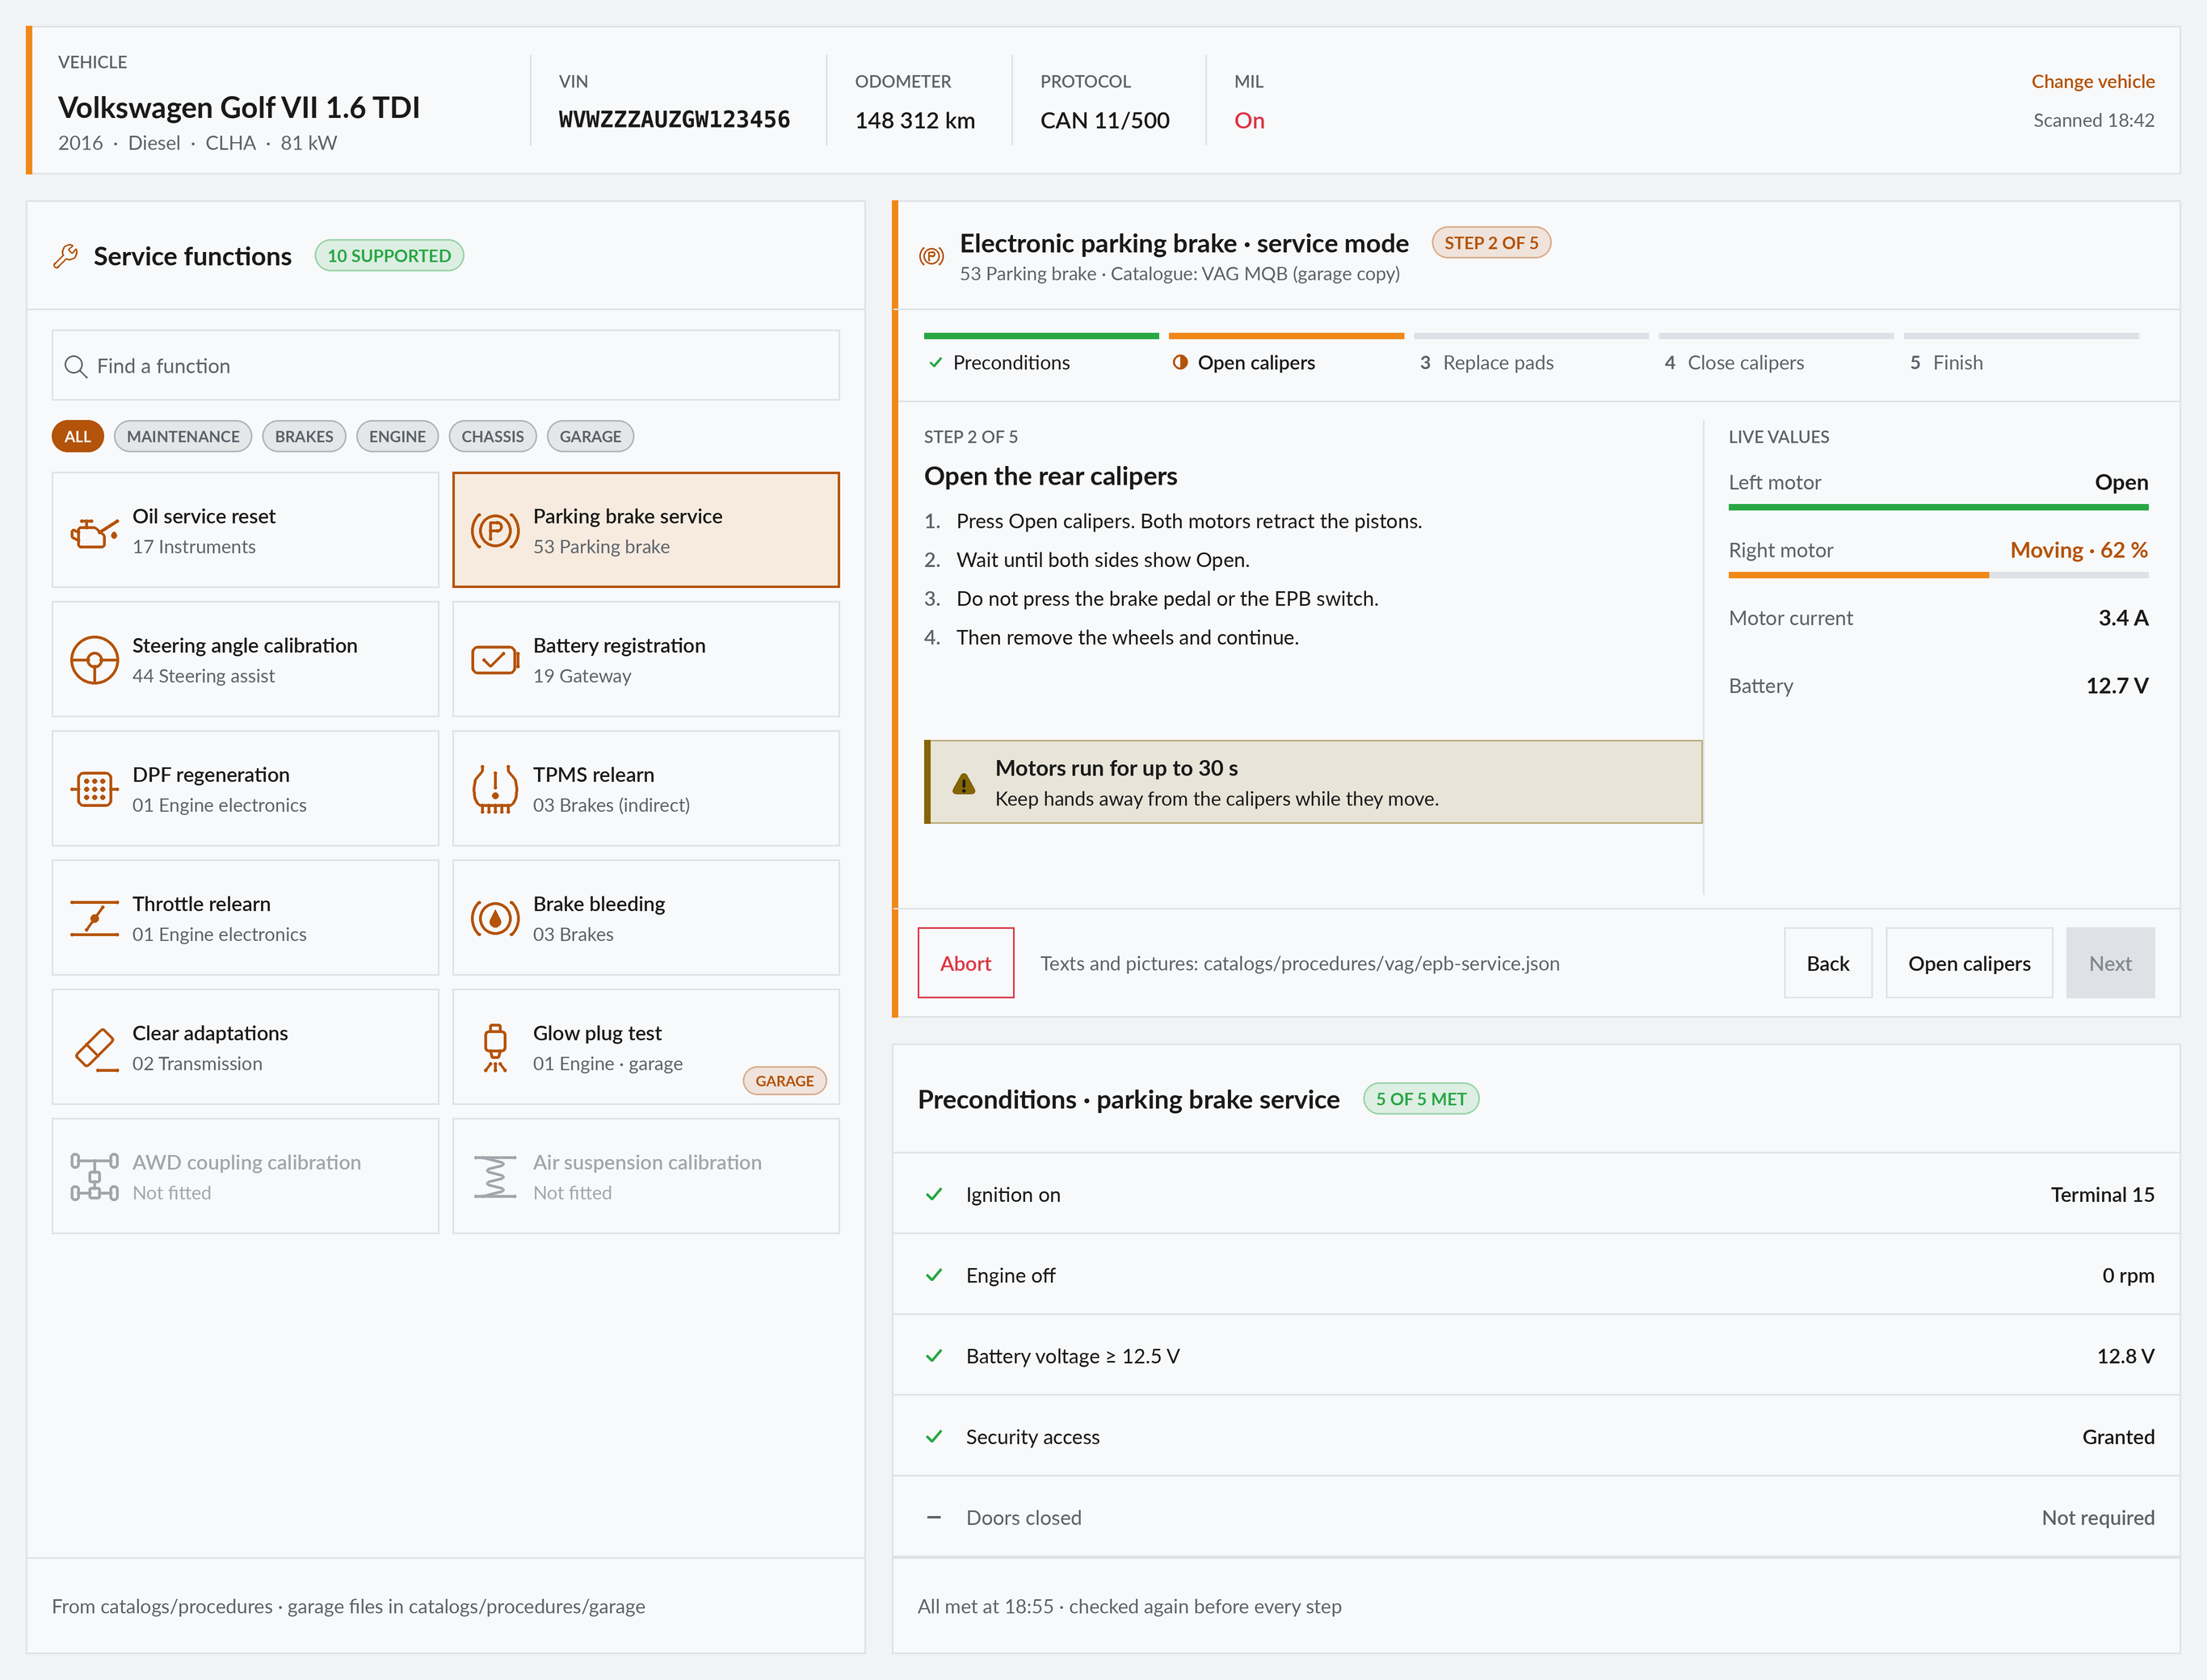 VEHICLE
Volkswagen Golf VII 1.6 TDI
2016 · Diesel · CLHA · 81 kW
VIN
WVWZZZAUZGW123456
ODOMETER
148 312 km
PROTOCOL
CAN 11/500
MIL
On
Change vehicle
Scanned 18:42
Service functions
10 SUPPORTED
Find a function
ALL
MAINTENANCE
BRAKES
ENGINE
CHASSIS
GARAGE
Oil service reset
17 Instruments
Parking brake service
53 Parking brake
Steering angle calibration
44 Steering assist
Battery registration
19 Gateway
DPF regeneration
01 Engine electronics
TPMS relearn
03 Brakes (indirect)
Throttle relearn
01 Engine electronics
Brake bleeding
03 Brakes
Clear adaptations
02 Transmission
Glow plug test
01 Engine · garage
GARAGE
AWD coupling calibration
Not fitted
Air suspension calibration
Not fitted
From catalogs/procedures · garage files in catalogs/procedures/garage
Electronic parking brake · service mode
STEP 2 OF 5
53 Parking brake · Catalogue: VAG MQB (garage copy)
Preconditions
Open calipers
3 Replace pads
4 Close calipers
5 Finish
STEP 2 OF 5
Open the rear calipers
1. Press Open calipers. Both motors retract the pistons.
2. Wait until both sides show Open.
3. Do not press the brake pedal or the EPB switch.
4. Then remove the wheels and continue.
Motors run for up to 30 s
Keep hands away from the calipers while they move.
LIVE VALUES
Left motor
Open
Right motor
Moving · 62 %
Motor current
3.4 A
Battery
12.7 V
Abort
Texts and pictures: catalogs/procedures/vag/epb-service.json
Back
Open calipers
Next
Preconditions · parking brake service
5 OF 5 MET
Ignition on
Terminal 15
Engine off
0 rpm
Battery voltage ≥ 12.5 V
12.8 V
Security access
Granted
Doors closed
Not required
All met at 18:55 · checked again before every step